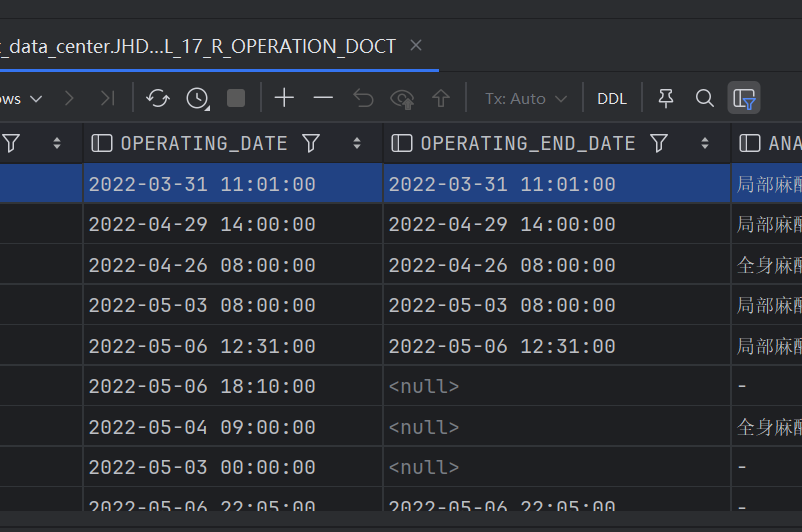 _data_center.JHD...L_17_R_OPERATION_DOCT
ows Tx: Auto DDL
OPERATING_DATE OPERATING_END_DATE ANA
2022-03-31 11:01:00 2022-03-31 11:01:00 局部麻
2022-04-29 14:00:00 2022-04-29 14:00:00 局部麻
2022-04-26 08:00:00 2022-04-26 08:00:00 全身麻
2022-05-03 08:00:00 2022-05-03 08:00:00 局部麻
2022-05-06 12:31:00 2022-05-06 12:31:00 局部麻
2022-05-06 18:10:00 <null> -
2022-05-04 09:00:00 <null> 全身麻
2022-05-03 00:00:00 <null> -
2022-05-06 22:05:00 2022-05-06 22:05:00 -